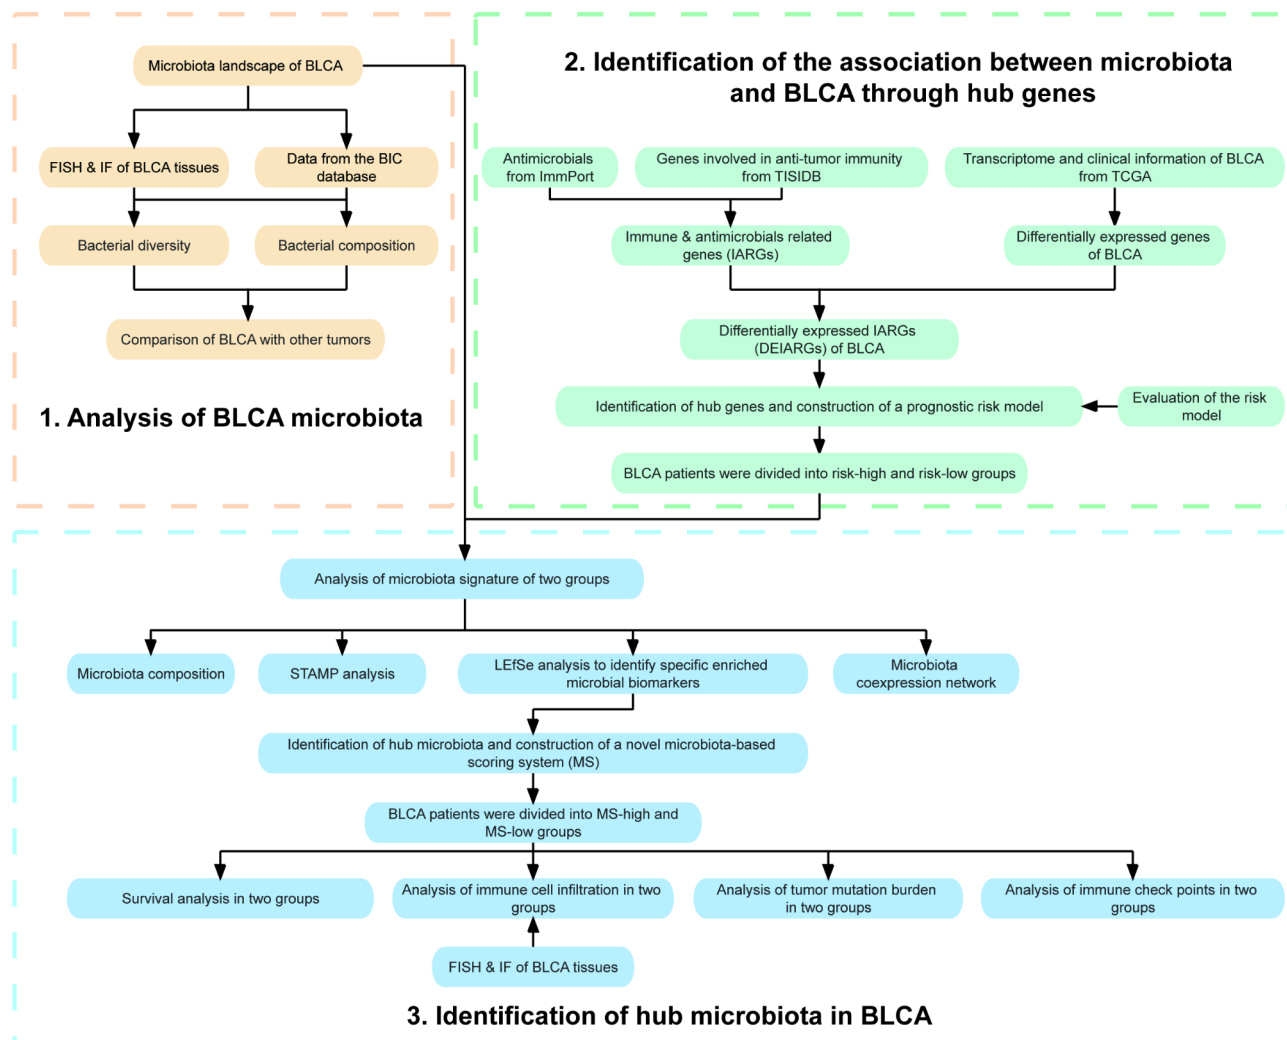 Microbiota landscape of BLCA
FISH & IF of BLCA tissues
Data from the BIC
database
Bacterial diversity
Bacterial composition
Comparison of BLCA with other tumors
1. Analysis of BLCA microbiota
2. Identification of the association between microbiota
and BLCA through hub genes
Antimicrobials
from ImmPort
Genes involved in anti-tumor immunity
from TISIDB
Transcriptome and clinical information of BLCA
from TCGA
Immune & antimicrobials related
genes (IARGs)
Differentially expressed genes
of BLCA
Differentially expressed IARGs
(DEIARGs) of BLCA
Identification of hub genes and construction of a prognostic risk model
Evaluation of the risk
model
BLCA patients were divided into risk-high and risk-low groups
Analysis of microbiota signature of two groups
Microbiota composition
STAMP analysis
LEfSe analysis to identify specific enriched
microbial biomarkers
Microbiota
coexpression network
Identification of hub microbiota and construction of a novel microbiota-based
scoring system (MS)
BLCA patients were divided into MS-high and
MS-low groups
Survival analysis in two groups
Analysis of immune cell infiltration in two
groups
Analysis of tumor mutation burden
in two groups
Analysis of immune check points in two
groups
FISH & IF of BLCA tissues
3. Identification of hub microbiota in BLCA